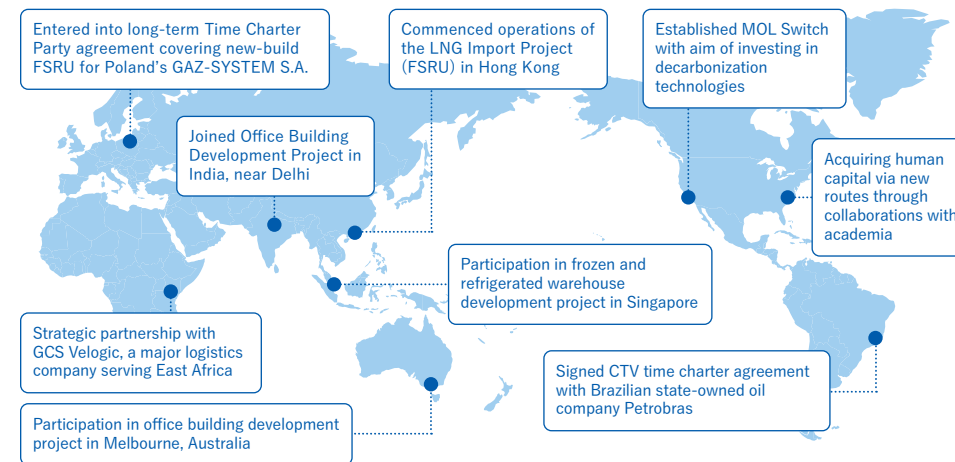 Entered into long-term Time Charter
Party agreement covering new-build
FSRU for Poland's GAZ-SYSTEM S.A.
Commenced operations of
the LNG Import Project
(FSRU) in Hong Kong
Established MOL Switch
with aim of investing in
decarbonization
technologies
Joined Office Building
Development Project in
India, near Delhi
Acquiring human
capital via new
routes through
collaborations with
academia
Participation in frozen and
refrigerated warehouse
development project in Singapore
Strategic partnership with
GCS Velogic, a major logistics
company serving East Africa
Signed CTV time charter agreement
with Brazilian state-owned oil
company Petrobras
Participation in office building development
project in Melbourne, Australia